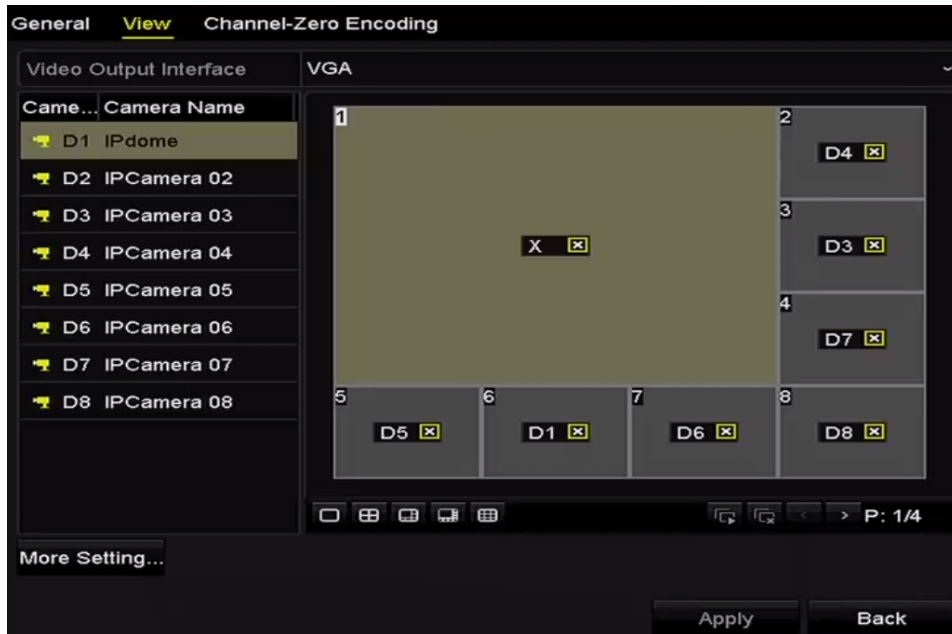 General View Channel-Zero Encoding
Video Output Interface VGA
Came... Camera Name
D1 IPdome
D2 IPCamera 02
D3 IPCamera 03
D4 IPCamera 04
D5 IPCamera 05
D6 IPCamera 06
D7 IPCamera 07
D8 IPCamera 08
1
X
2
D4
3
D3
4
D7
5
D5
6
D1
7
D6
8
D8
P: 1/4
More Setting...
Apply Back